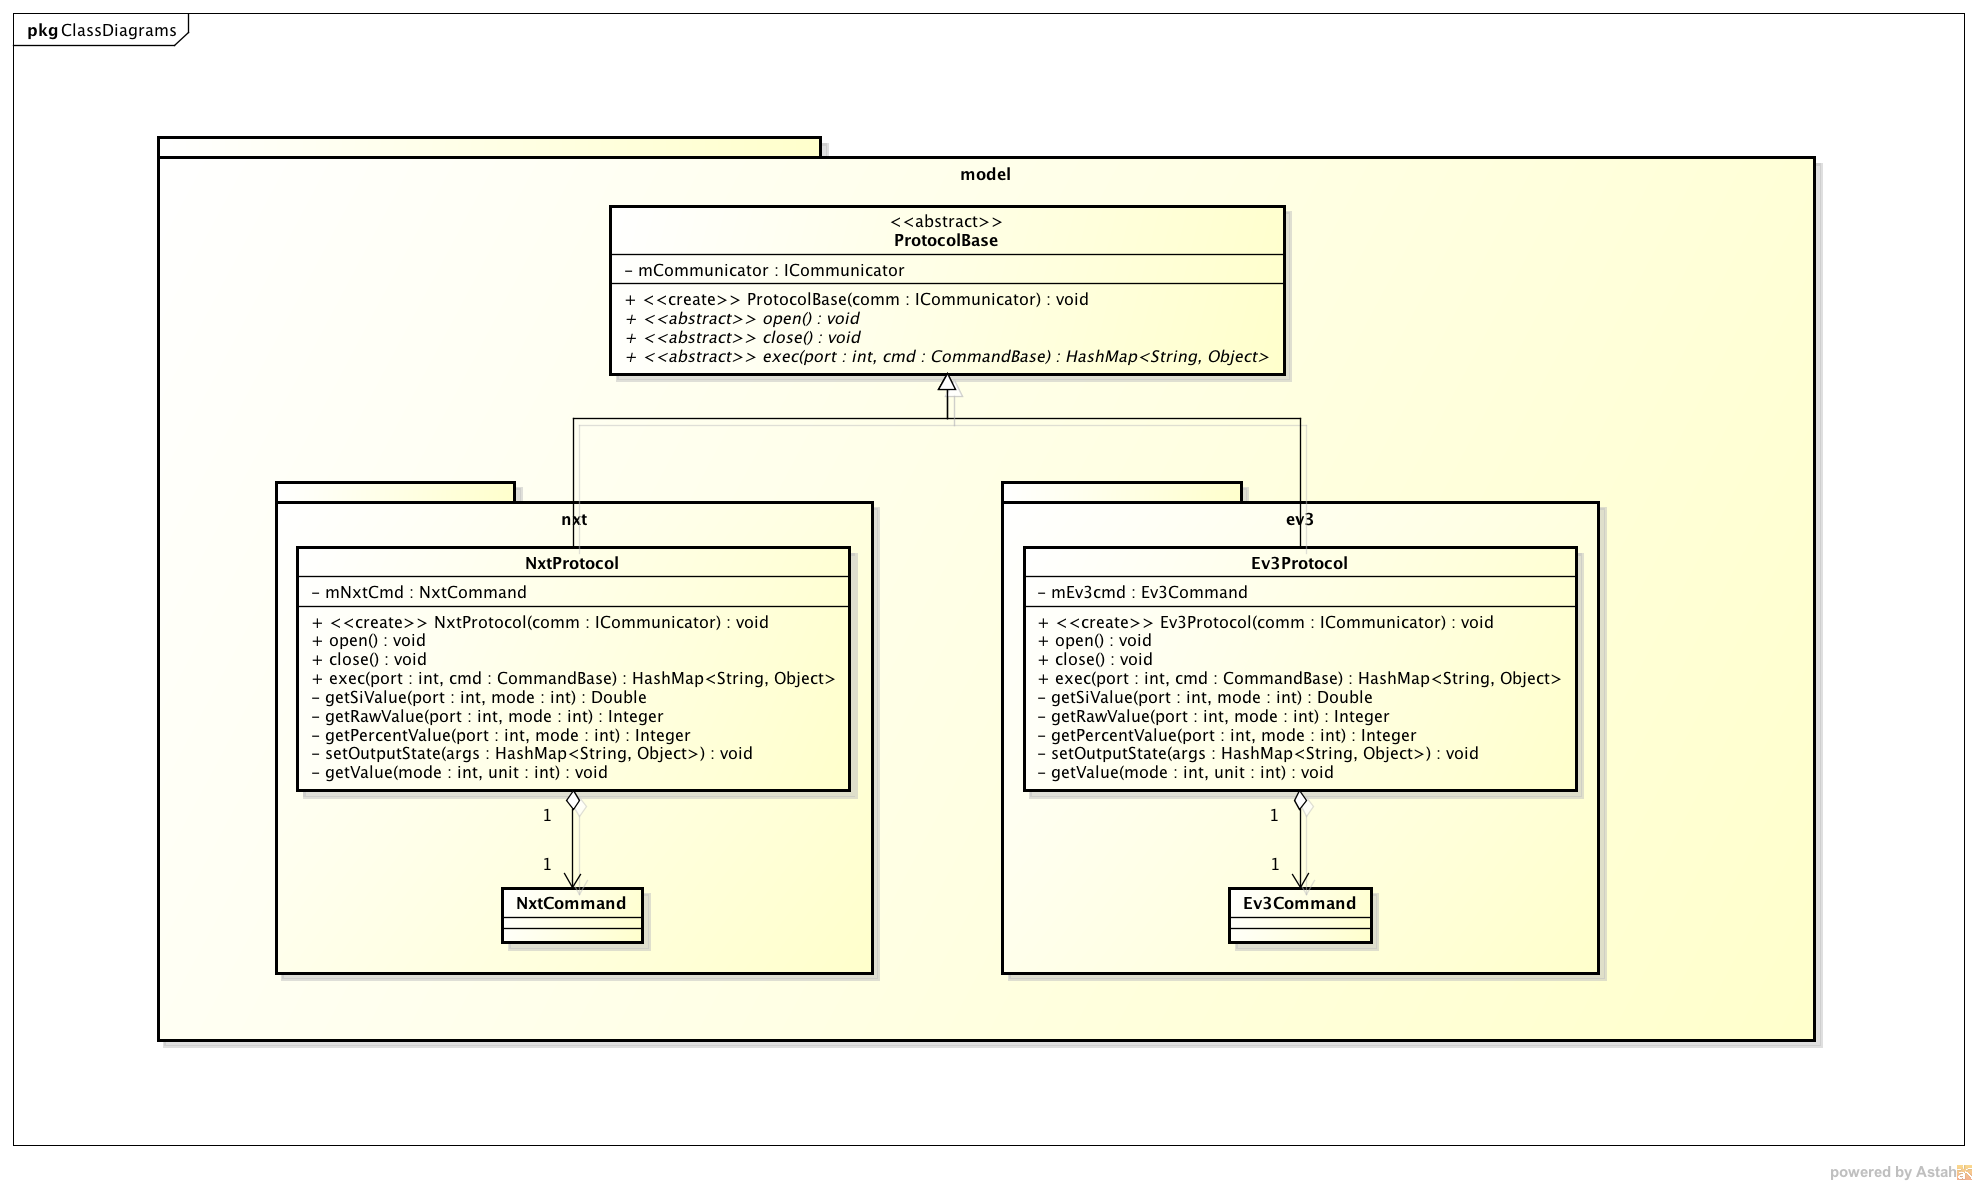 pkg ClassDiagrams
model
<<abstract>>
ProtocolBase
- mCommunicator : ICommunicator
+ <<create>> ProtocolBase(comm : ICommunicator) : void
+ <<abstract>> open() : void
+ <<abstract>> close() : void
+ <<abstract>> exec(port : int, cmd : CommandBase) : HashMap<String, Object>
nxt
NxtProtocol
- mNxtCmd : NxtCommand
+ <<create>> NxtProtocol(comm : ICommunicator) : void
+ open() : void
+ close() : void
+ exec(port : int, cmd : CommandBase) : HashMap<String, Object>
- getSiValue(port : int, mode : int) : Double
- getRawValue(port : int, mode : int) : Integer
- getPercentValue(port : int, mode : int) : Integer
- setOutputState(args : HashMap<String, Object>) : void
- getValue(mode : int, unit : int) : void
1
1
NxtCommand
ev3
Ev3Protocol
- mEv3cmd : Ev3Command
+ <<create>> Ev3Protocol(comm : ICommunicator) : void
+ open() : void
+ close() : void
+ exec(port : int, cmd : CommandBase) : HashMap<String, Object>
- getSiValue(port : int, mode : int) : Double
- getRawValue(port : int, mode : int) : Integer
- getPercentValue(port : int, mode : int) : Integer
- setOutputState(args : HashMap<String, Object>) : void
- getValue(mode : int, unit : int) : void
1
1
Ev3Command
powered by Astah